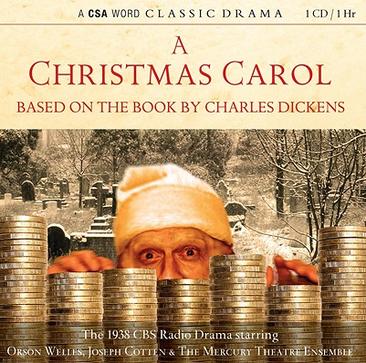 A CSA WORD CLASSIC DRAMA 1 CD / 1 Hr
A
CHRISTMAS CAROL
BASED ON THE BOOK BY CHARLES DICKENS
The 1938 CBS Radio Drama starring
ORSON WELLES, JOSEPH COTTEN & THE MERCURY THEATRE ENSEMBLE